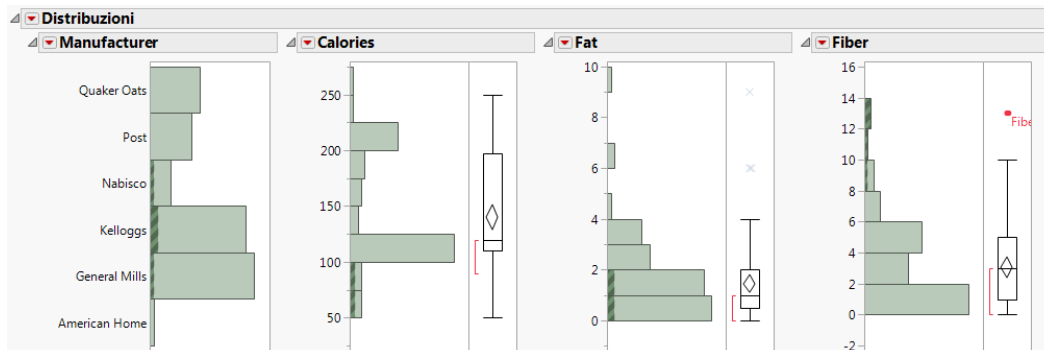 Distribuzioni
Manufacturer
Quaker Oats
Post
Nabisco
Kelloggs
General Mills
American Home
Calories
250
200
150
100
50
Fat
10
8
6
4
2
0
Fiber
16
14
12
10
8
6
4
2
0
-2
Fibe